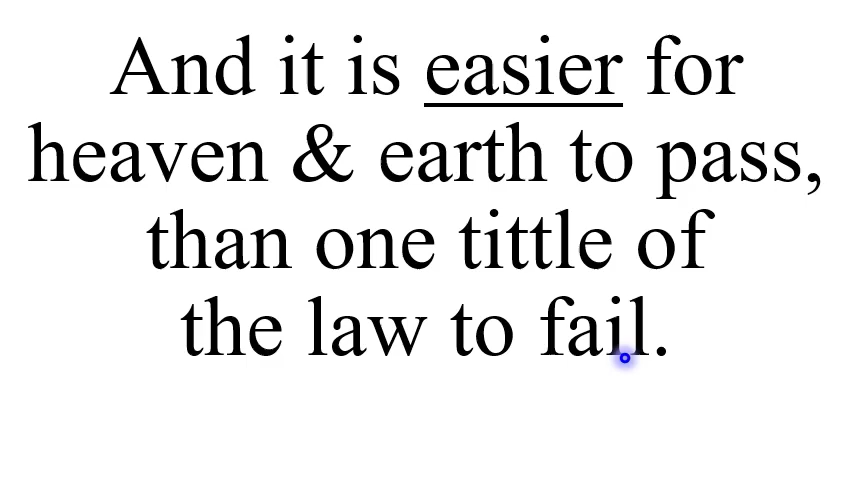 And it is easier for
heaven & earth to pass,
than one tittle of
the law to fail.